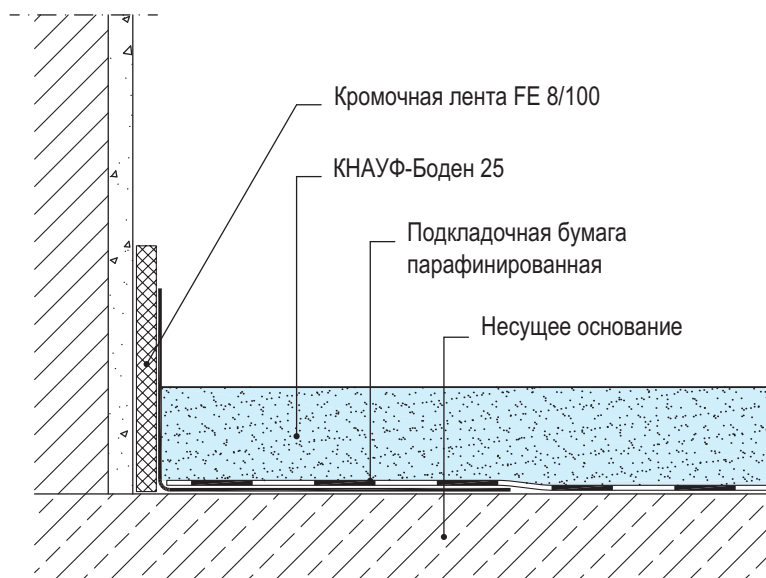 Кромочная лента FE 8/100
КНАУФ-Боден 25
Подкладочная бумага
парафинированная
Несущее основание